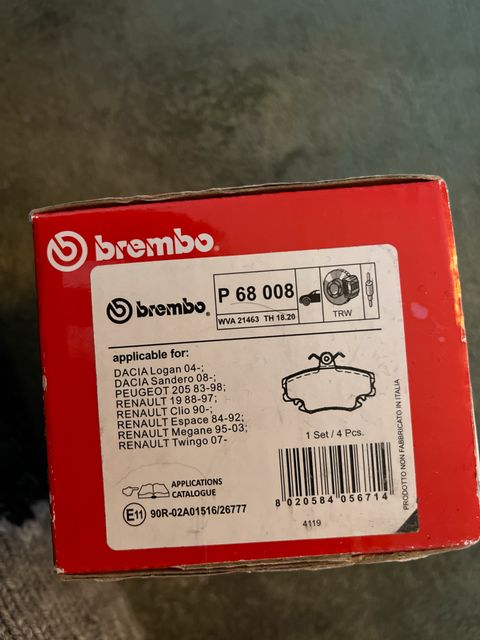 brembo
brembo
P 68 008
WVA 21463 TH 18.20
TRW
applicable for:
DACIA Logan 04-;
DACIA Sandero 08-;
PEUGEOT 205 83-98;
RENAULT 19 88-97;
RENAULT Clio 90-;
RENAULT Espace 84-92;
RENAULT Megane 95-03;
RENAULT Twingo 07-
1 Set / 4 Pcs.
APPLICATIONS
CATALOGUE
E11 90R-02A01516/26777
8 020584 056714
4119
PRODOTTO NON FABBRICATO IN ITALIA